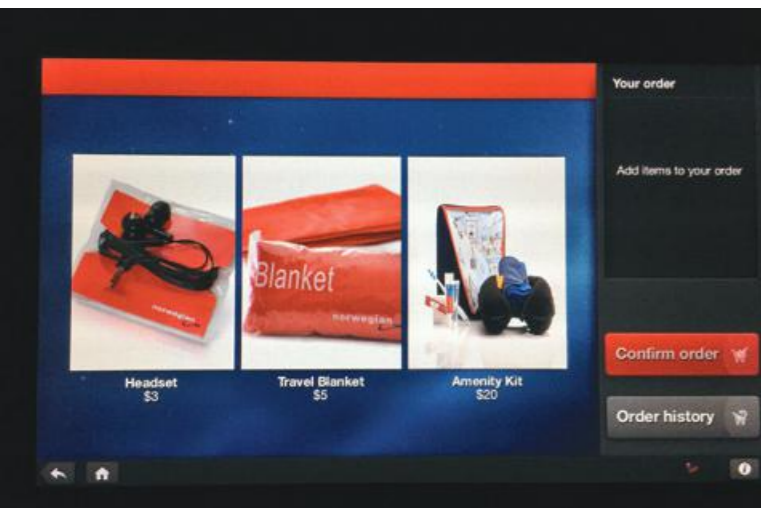 Your order
Add items to your order
norwegian
Blanket
norwegian
Headset
$3
Travel Blanket
$5
Amenity Kit
$20
Confirm order
Order history